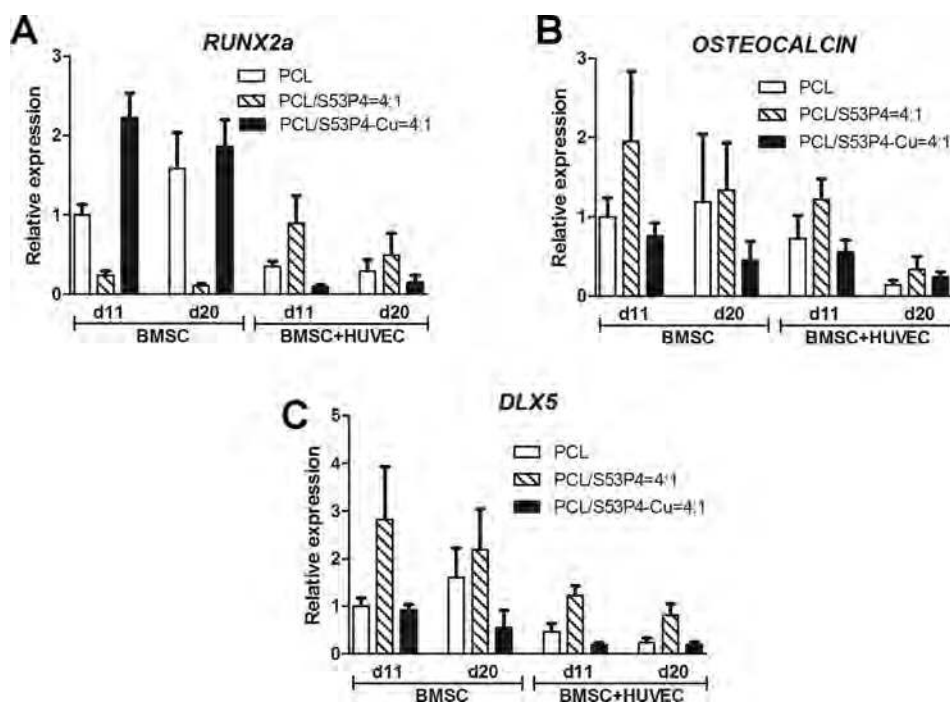 A
RUNX2a
PCL
PCL/S53P4=4:1
PCL/S53P4-Cu=4:1
Relative expression
3
2
1
0
d11 d20 d11 d20
BMSC BMSC+HUVEC
B
OSTEOCALCIN
PCL
PCL/S53P4=4:1
PCL/S53P4-Cu=4:1
Relative expression
3
2
1
0
d11 d20 d11 d20
BMSC BMSC+HUVEC
C
DLX5
PCL
PCL/S53P4=4:1
PCL/S53P4-Cu=4:1
Relative expression
5
4
3
2
1
0
d11 d20 d11 d20
BMSC BMSC+HUVEC